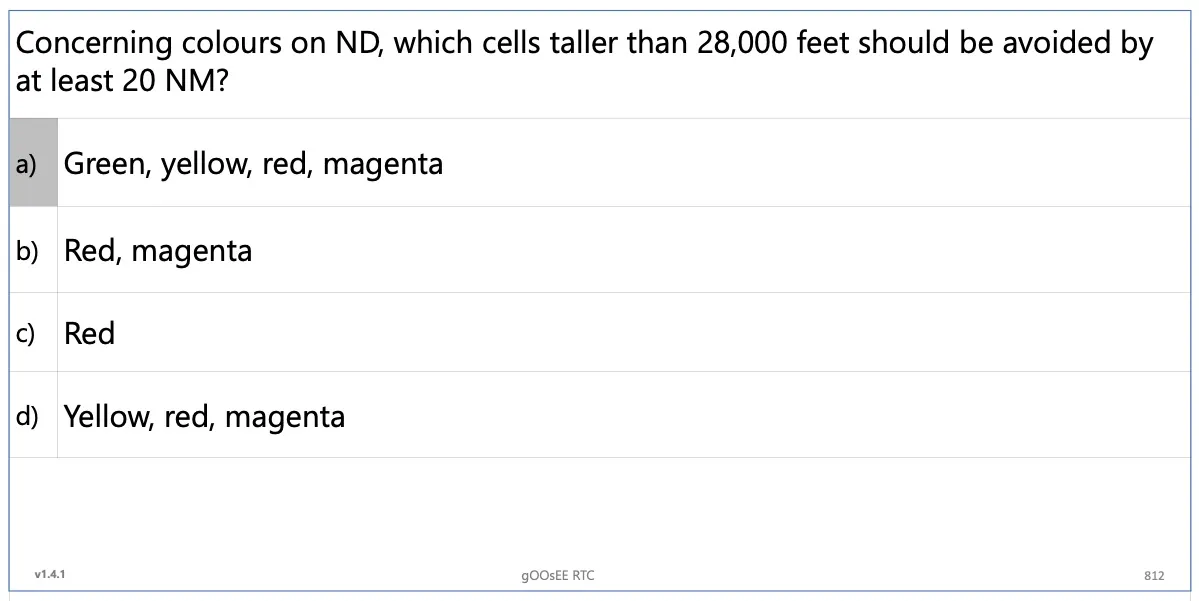 Concerning colours on ND, which cells taller than 28,000 feet should be avoided by
at least 20 NM?
a) Green, yellow, red, magenta
b) Red, magenta
c) Red
d) Yellow, red, magenta
v1.4.1 gOOsEE RTC 812